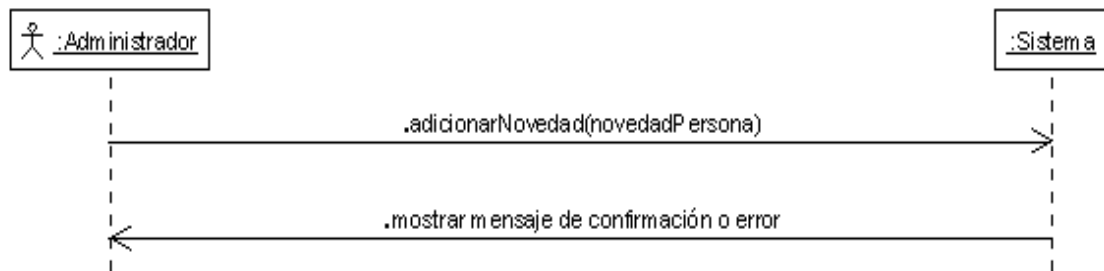 :Administrador
:Sistema
.adicionarNovedad(novedadPersona)
.mostrar mensaje de confirmación o error